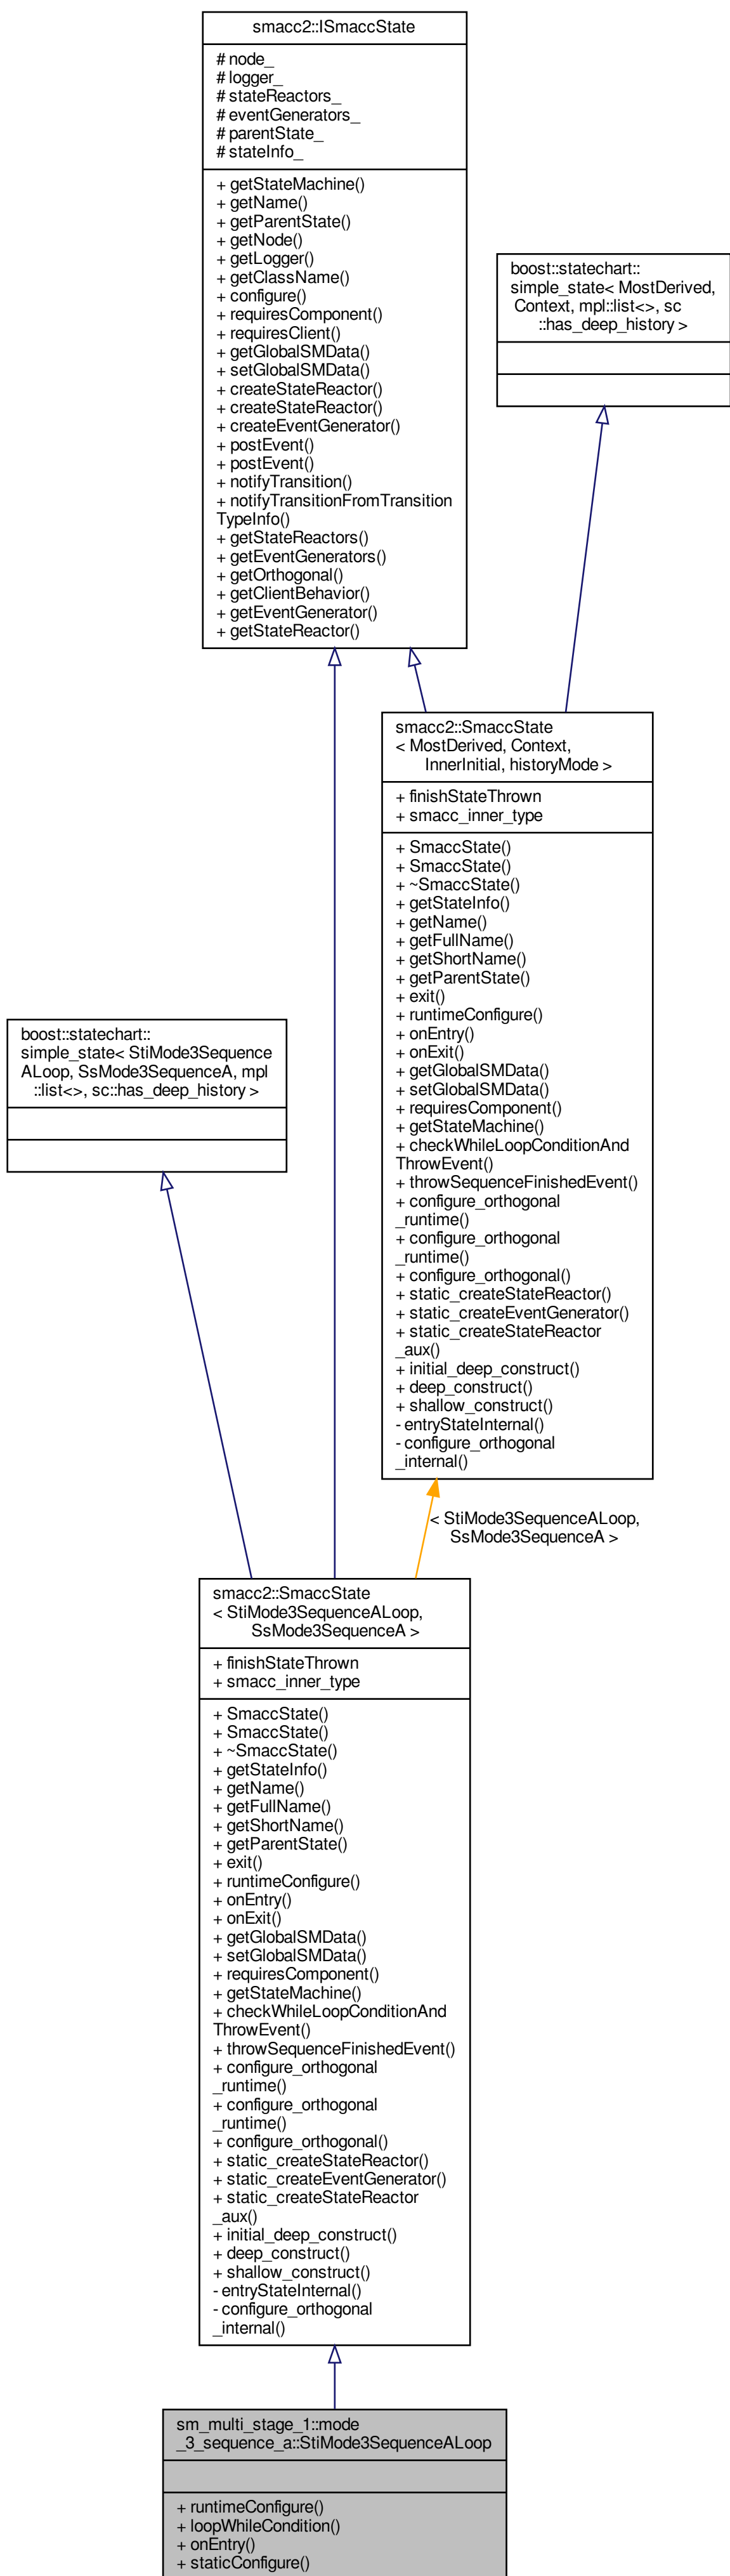 smacc2::ISmaccState
# node_
# logger_
# stateReactors_
# eventGenerators_
# parentState_
# stateInfo_
+ getStateMachine()
+ getName()
+ getParentState()
+ getNode()
+ getLogger()
+ getClassName()
+ configure()
+ requiresComponent()
+ requiresClient()
+ getGlobalSMData()
+ setGlobalSMData()
+ createStateReactor()
+ createStateReactor()
+ createEventGenerator()
+ postEvent()
+ postEvent()
+ notifyTransition()
+ notifyTransitionFromTransition
TypeInfo()
+ getStateReactors()
+ getEventGenerators()
+ getOrthogonal()
+ getClientBehavior()
+ getEventGenerator()
+ getStateReactor()
boost::statechart::
simple_state< MostDerived,
Context, mpl::list<>, sc
::has_deep_history >
smacc2::SmaccState
< MostDerived, Context,
InnerInitial, historyMode >
+ finishStateThrown
+ smacc_inner_type
+ SmaccState()
+ SmaccState()
+ ~SmaccState()
+ getStateInfo()
+ getName()
+ getFullName()
+ getShortName()
+ getParentState()
+ exit()
+ runtimeConfigure()
+ onEntry()
+ onExit()
+ getGlobalSMData()
+ setGlobalSMData()
+ requiresComponent()
+ getStateMachine()
+ checkWhileLoopConditionAnd
ThrowEvent()
+ throwSequenceFinishedEvent()
+ configure_orthogonal
_runtime()
+ configure_orthogonal
_runtime()
+ configure_orthogonal()
+ static_createStateReactor()
+ static_createEventGenerator()
+ static_createStateReactor
_aux()
+ initial_deep_construct()
+ deep_construct()
+ shallow_construct()
- entryStateInternal()
- configure_orthogonal
_internal()
boost::statechart::
simple_state< StiMode3Sequence
ALoop, SsMode3SequenceA, mpl
::list<>, sc::has_deep_history >
< StiMode3SequenceALoop,
SsMode3SequenceA >
smacc2::SmaccState
< StiMode3SequenceALoop,
SsMode3SequenceA >
+ finishStateThrown
+ smacc_inner_type
+ SmaccState()
+ SmaccState()
+ ~SmaccState()
+ getStateInfo()
+ getName()
+ getFullName()
+ getShortName()
+ getParentState()
+ exit()
+ runtimeConfigure()
+ onEntry()
+ onExit()
+ getGlobalSMData()
+ setGlobalSMData()
+ requiresComponent()
+ getStateMachine()
+ checkWhileLoopConditionAnd
ThrowEvent()
+ throwSequenceFinishedEvent()
+ configure_orthogonal
_runtime()
+ configure_orthogonal
_runtime()
+ configure_orthogonal()
+ static_createStateReactor()
+ static_createEventGenerator()
+ static_createStateReactor
_aux()
+ initial_deep_construct()
+ deep_construct()
+ shallow_construct()
- entryStateInternal()
- configure_orthogonal
_internal()
sm_multi_stage_1::mode
_3_sequence_a::StiMode3SequenceALoop
+ runtimeConfigure()
+ loopWhileCondition()
+ onEntry()
+ staticConfigure()